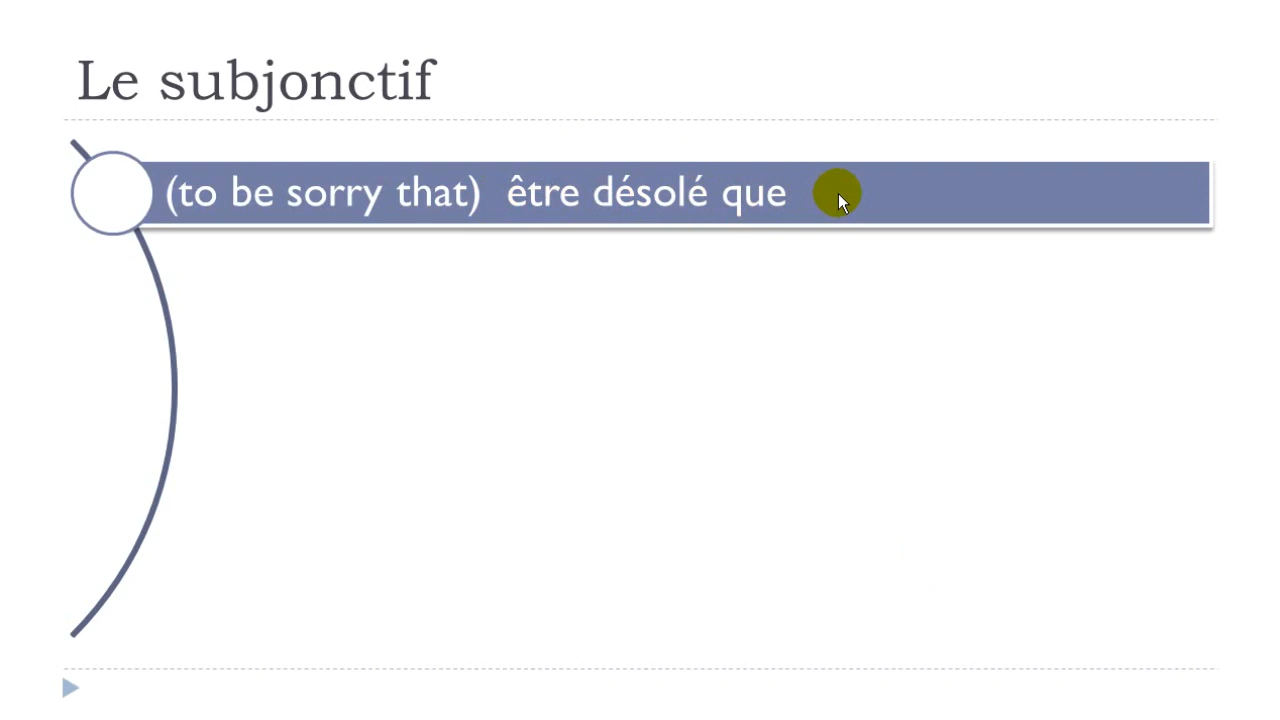 Le subjonctif
(to be sorry that) être désolé que